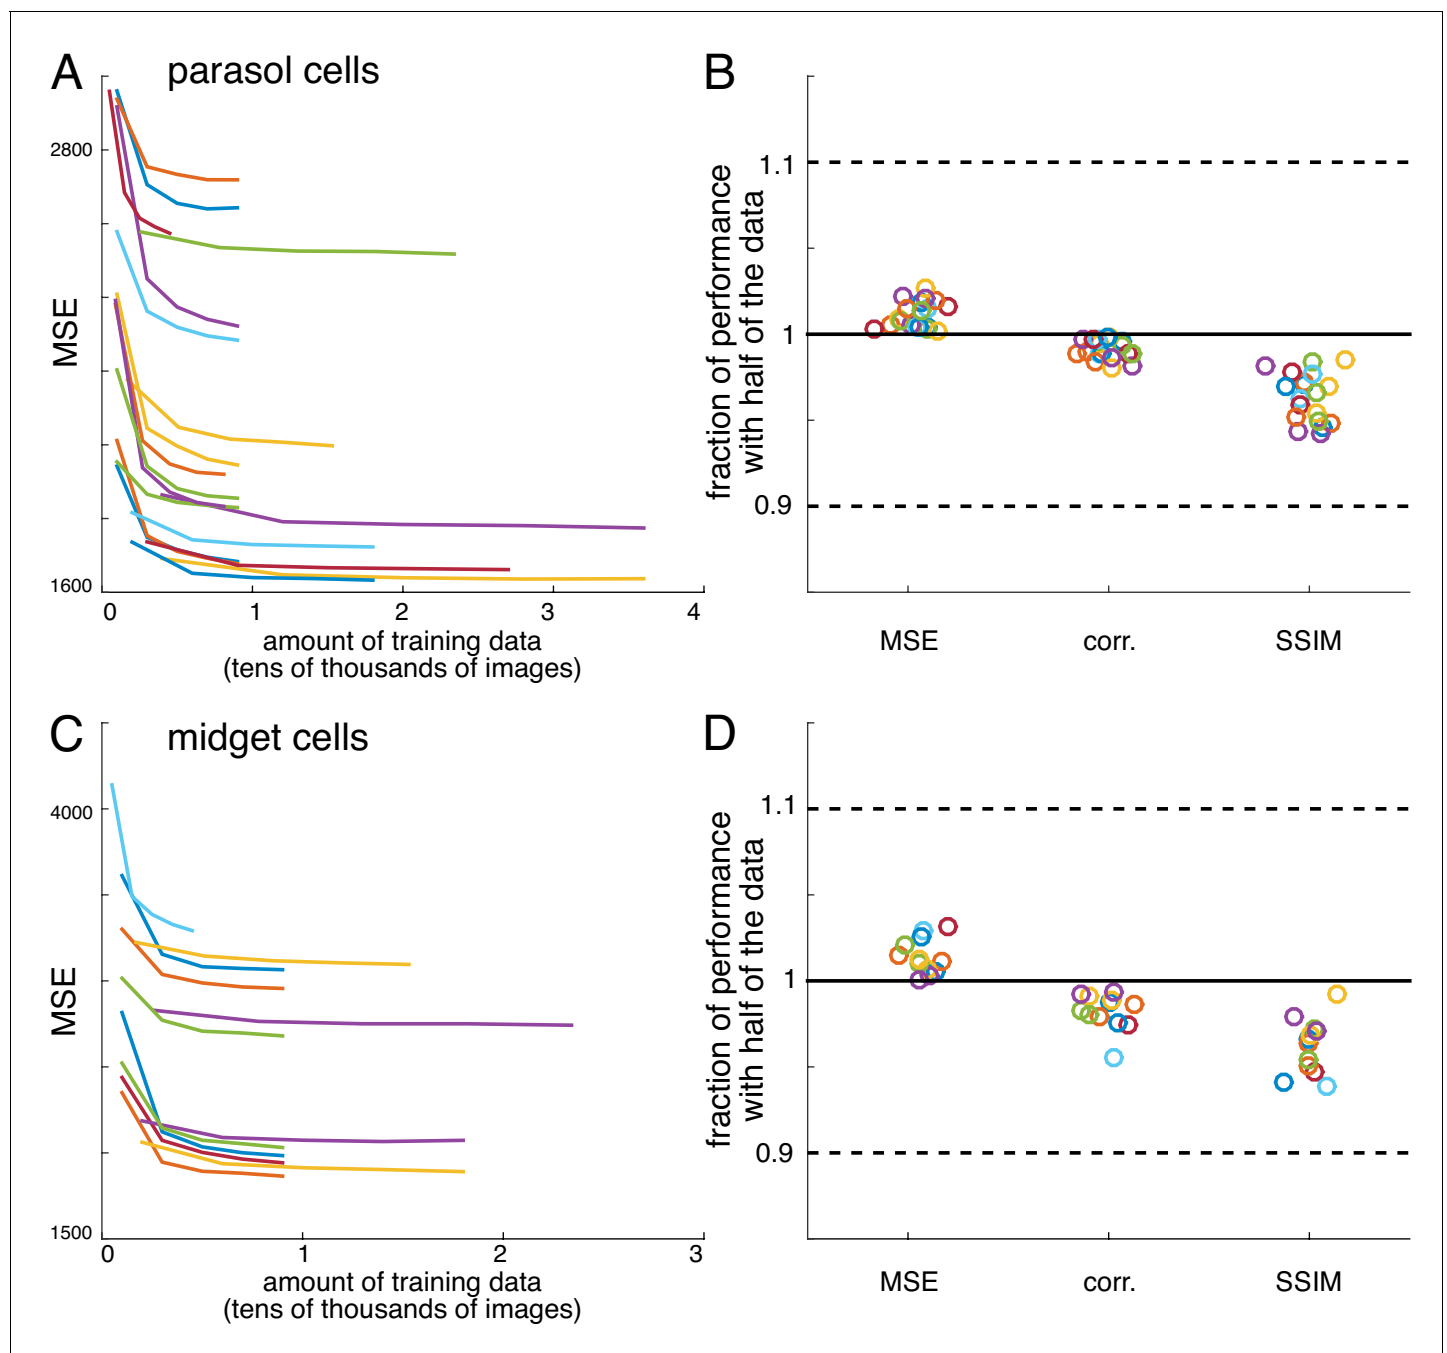 A
parasol cells
2800
MSE
1600
0 1 2 3 4
amount of training data
(tens of thousands of images)
B
fraction of performance
with half of the data
1.1
1
0.9
MSE corr. SSIM
C
midget cells
4000
MSE
1500
0 1 2 3
amount of training data
(tens of thousands of images)
D
fraction of performance
with half of the data
1.1
1
0.9
MSE corr. SSIM